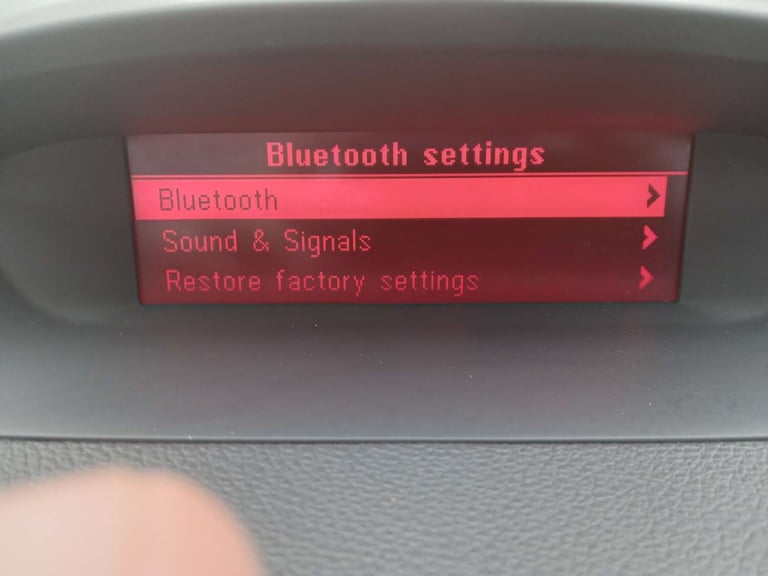 Bluetooth settings
Bluetooth
Sound & Signals
Restore factory settings